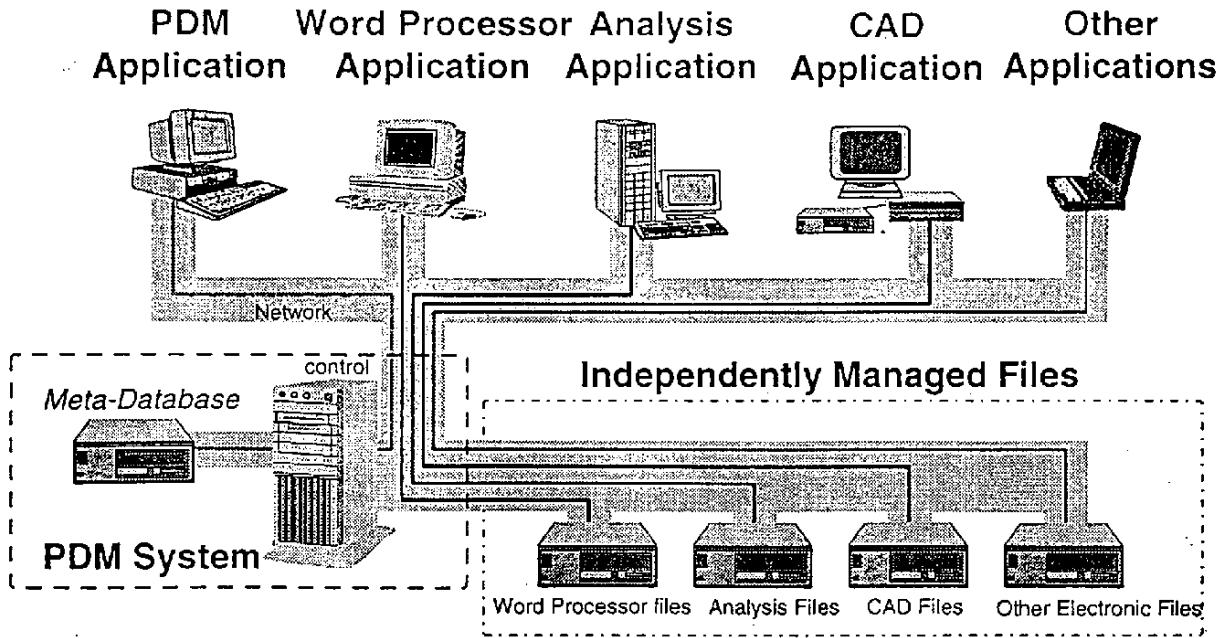 PDM Word Processor Analysis CAD Other
Application Application Application Application Applications
Network
control
Independently Managed Files
Meta-Database
PDM System
Word Processor files Analysis Files CAD Files Other Electronic Files